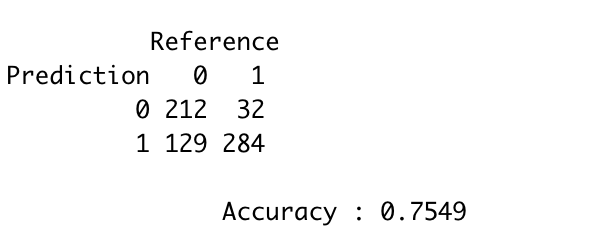 Reference
Prediction 0 1
0 212 32
1 129 284
Accuracy : 0.7549